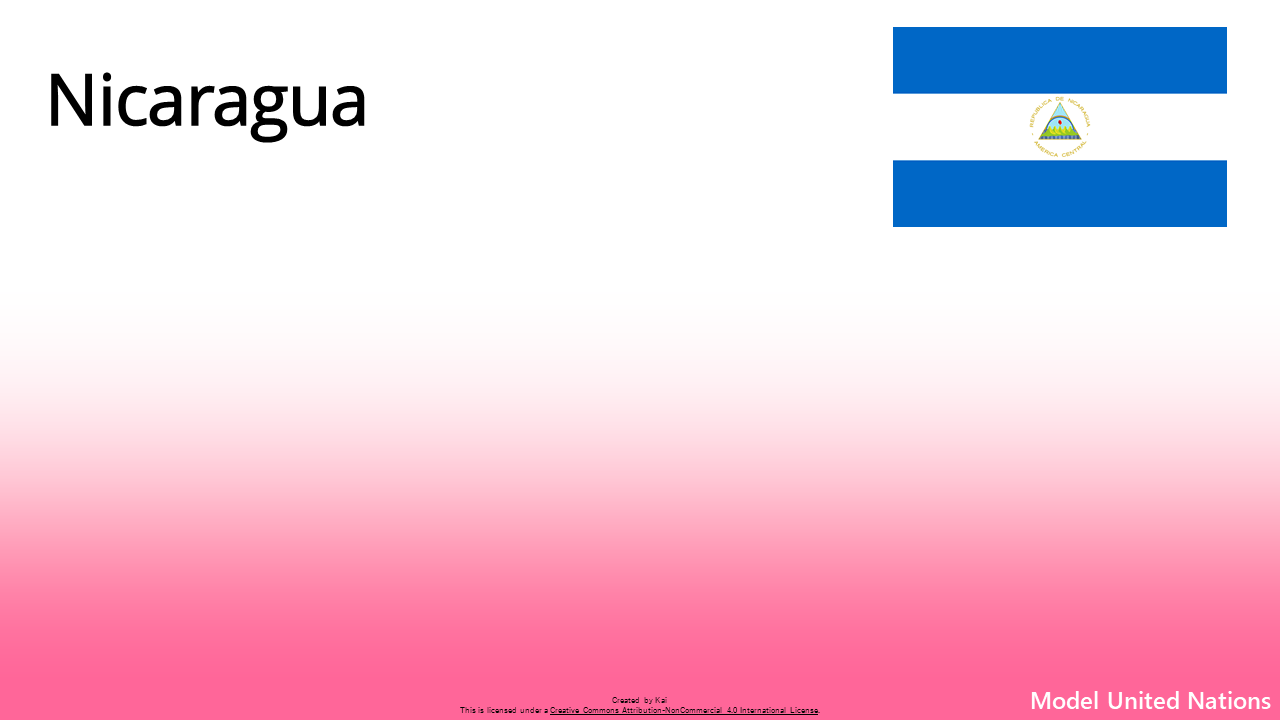 Nicaragua
REPUBLICA DE NICARAGUA
AMERICA CENTRAL
Created by Kai
This is licensed under a Creative Commons Attribution-NonCommercial 4.0 International License.
Model United Nations